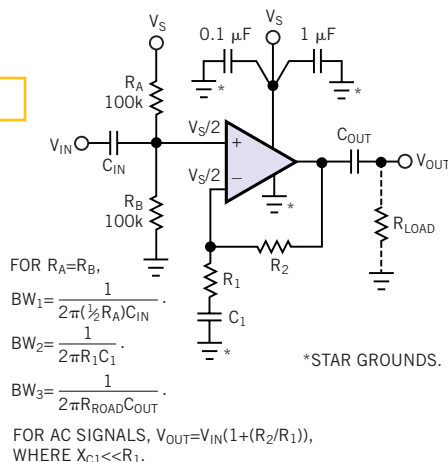 V_S
V_S
0.1 μF
1 μF
*
*
R_A
100k
V_S/2
+
C_OUT
V_IN
C_IN
V_OUT
V_S/2
–
*
R_B
100k
R_LOAD
R_2
FOR R_A=R_B,
R_1
BW_1=1/2π(½R_A)C_IN .
C_1
BW_2=1/2πR_1C_1 .
*
*STAR GROUNDS.
BW_3=1/2πR_ROADC_OUT .
FOR AC SIGNALS, V_OUT=V_IN(1+(R_2/R_1)),
WHERE X_C1<<R_1.